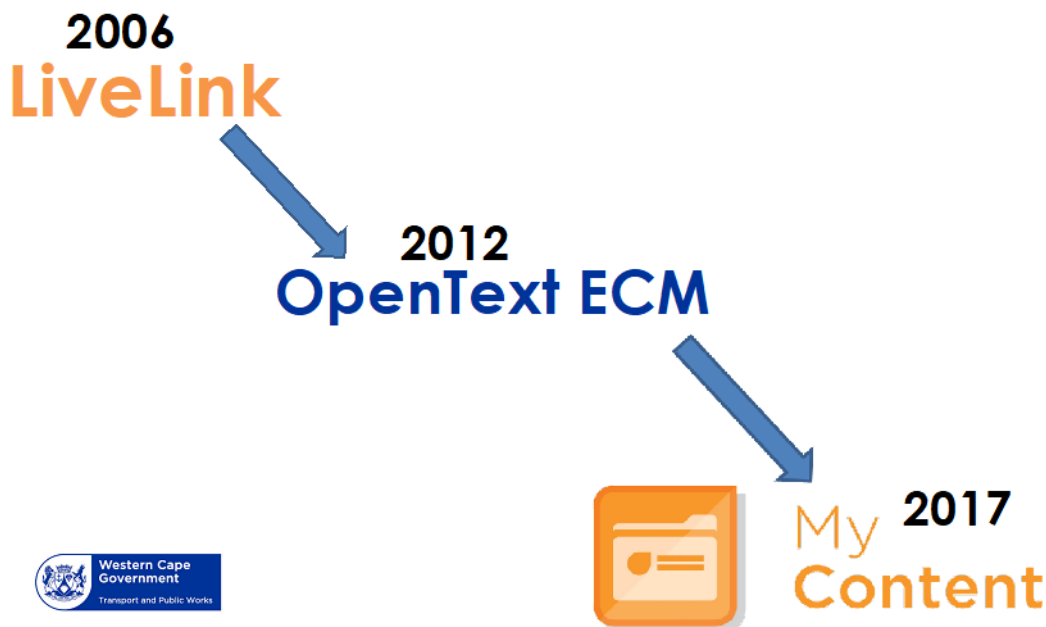 2006
LiveLink
2012
OpenText ECM
2017
My
Content
Western Cape
Government
Transport and Public Works